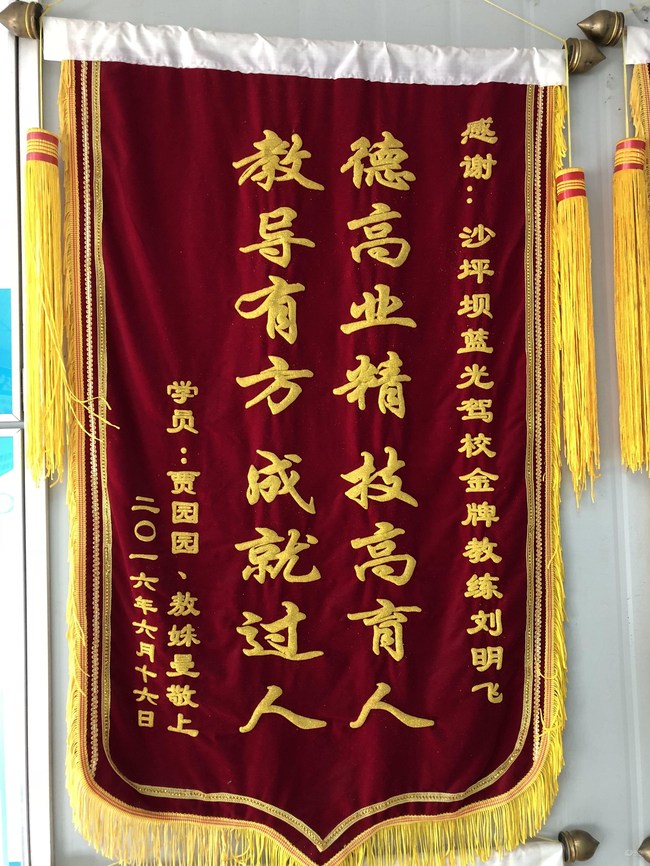 感谢：沙坪坝蓝光驾校金牌教练刘明飞
德高业精 技高育人
教导有方 成就过人
学员：贾园园、敖姝曼敬上
二〇一六年六月十六日